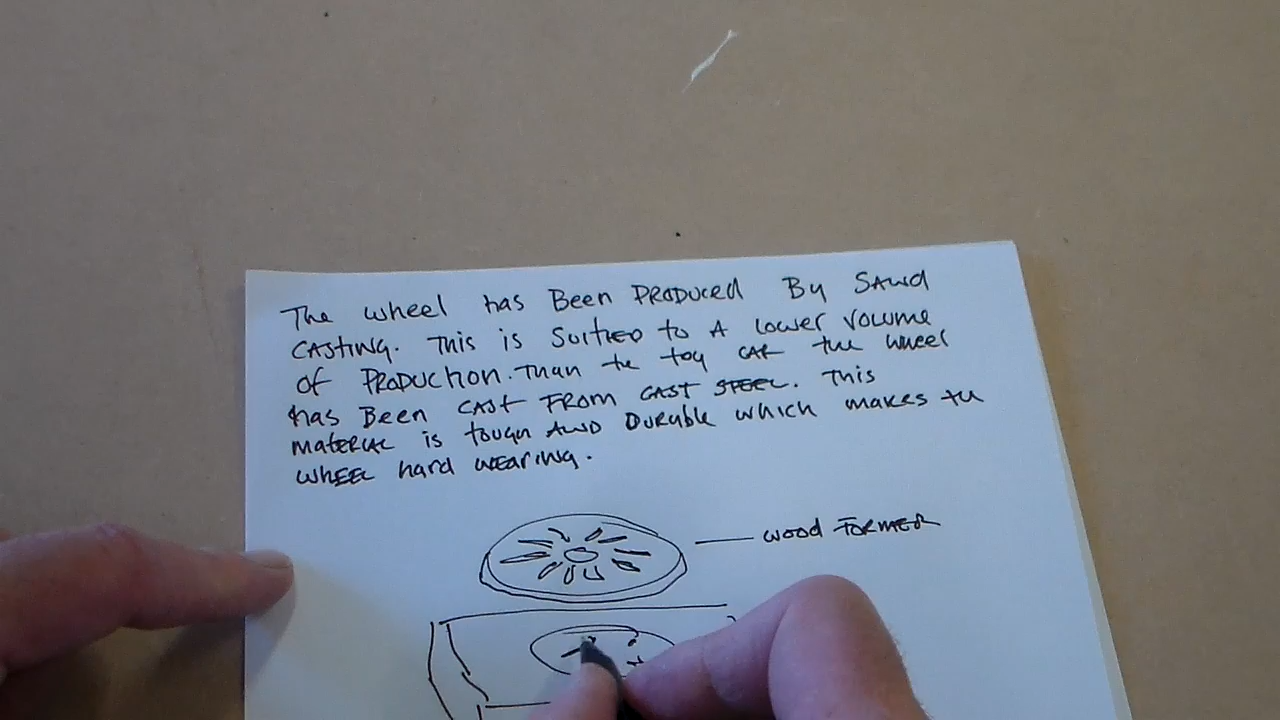 The wheel has Been PRODUCED By SAND
CASTING. This is SuitED to A lower volume
OF PRODUCTION. Than the toy CAR the wheel
has Been CAST FROM CAST STEEL. This
MateRIAL is tough AND DURable which makes the
WHEEL hard WEARING.
wood FORMER